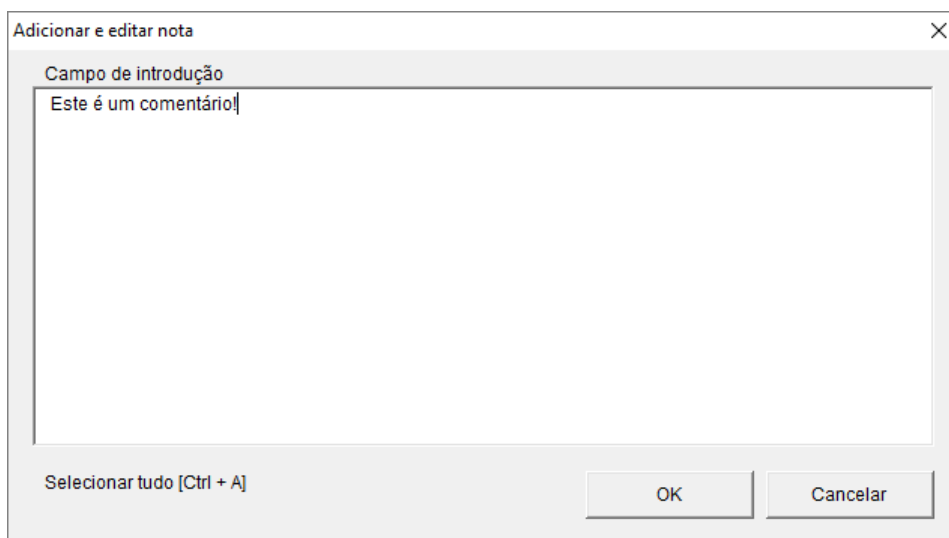 Adicionar e editar nota
Campo de introdução
Este é um comentário!
Selecionar tudo [Ctrl + A]
OK
Cancelar